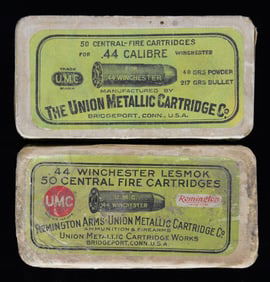 50 CENTRAL-FIRE CARTRIDGES
FOR .44 CALIBRE WINCHESTER
TRADE U.M.C. MARK
.44 WINCHESTER
40 GRS POWDER
217 GRS BULLET
MANUFACTURED BY
THE UNION METALLIC CARTRIDGE Co.
BRIDGEPORT, CONN., U.S.A.
.44 WINCHESTER LESMOK
50 CENTRAL FIRE CARTRIDGES
UMC
U.M.C.
.44 WINCHESTER
Remington
REMINGTON ARMS-UNION METALLIC CARTRIDGE Co
AMMUNITION & FIREARMS
UNION METALLIC CARTRIDGE WORKS
BRIDGEPORT, CONN. U.S.A.